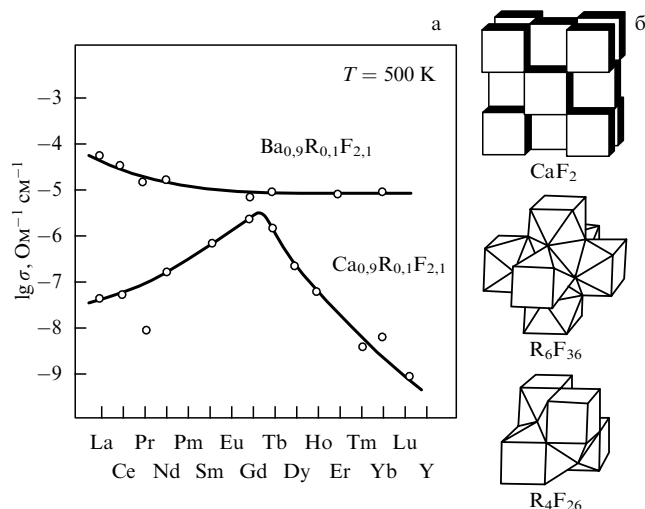 а
б
T = 500 K
−3
−4
−5
−6
−7
−8
−9
lg σ, Ом⁻¹ см⁻¹
Ba₀,₉R₀,₁F₂,₁
Ca₀,₉R₀,₁F₂,₁
La Pr Pm Eu Tb Ho Tm Lu
Ce Nd Sm Gd Dy Er Yb Y
CaF₂
R₆F₃₆
R₄F₂₆